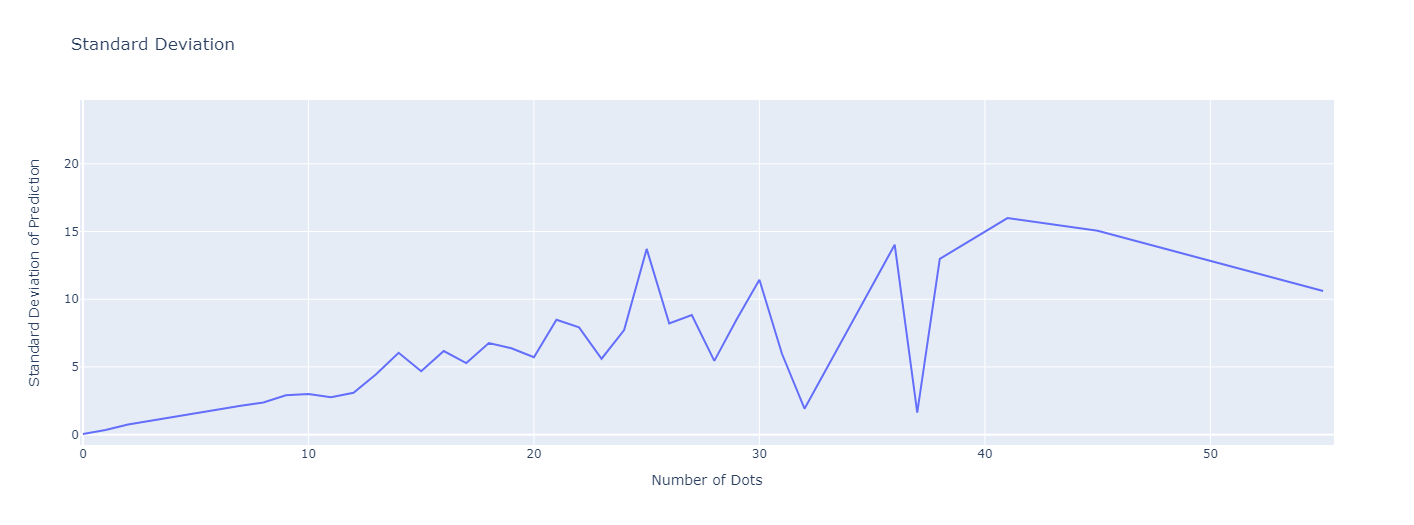 Standard Deviation
Standard Deviation of Prediction
20
15
10
5
0
0 10 20 30 40 50
Number of Dots